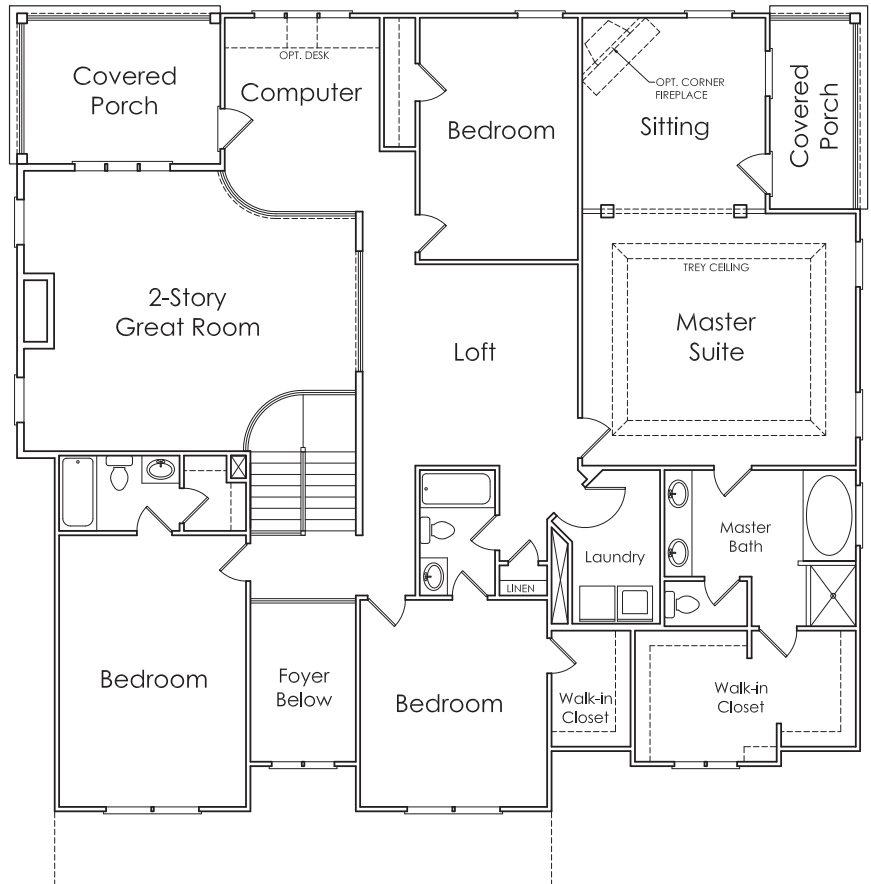 OPT. DESK
Covered
Porch
Computer
Bedroom
OPT. CORNER
FIREPLACE
Sitting
Covered
Porch
TREY CEILING
2-Story
Great Room
Loft
Master
Suite
Master
Bath
Laundry
LINEN
Bedroom
Foyer
Below
Bedroom
Walk-in
Closet
Walk-in
Closet